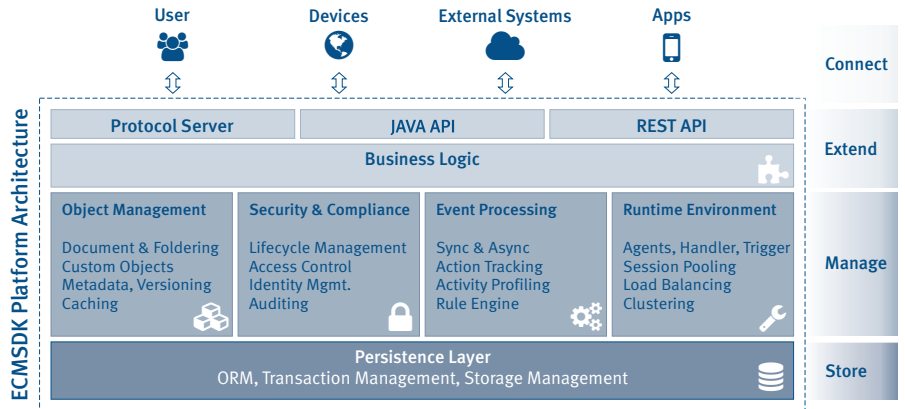 User
Devices
External Systems
Apps
Connect
ECMSDK Platform Architecture
Protocol Server
JAVA API
REST API
Business Logic
Extend
Object Management
Document & Foldering
Custom Objects
Metadata, Versioning
Caching
Security & Compliance
Lifecycle Management
Access Control
Identity Mgmt.
Auditing
Event Processing
Sync & Async
Action Tracking
Activity Profiling
Rule Engine
Runtime Environment
Agents, Handler, Trigger
Session Pooling
Load Balancing
Clustering
Manage
Persistence Layer
ORM, Transaction Management, Storage Management
Store